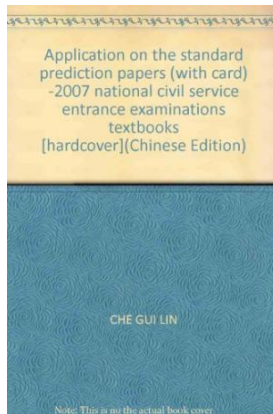 Application on the standard
prediction papers (with card)
-2007 national civil service
entrance examinations
textbooks
[hardcover](Chinese Edition)
CHE GUI LIN
Note: This is no the actual book cover